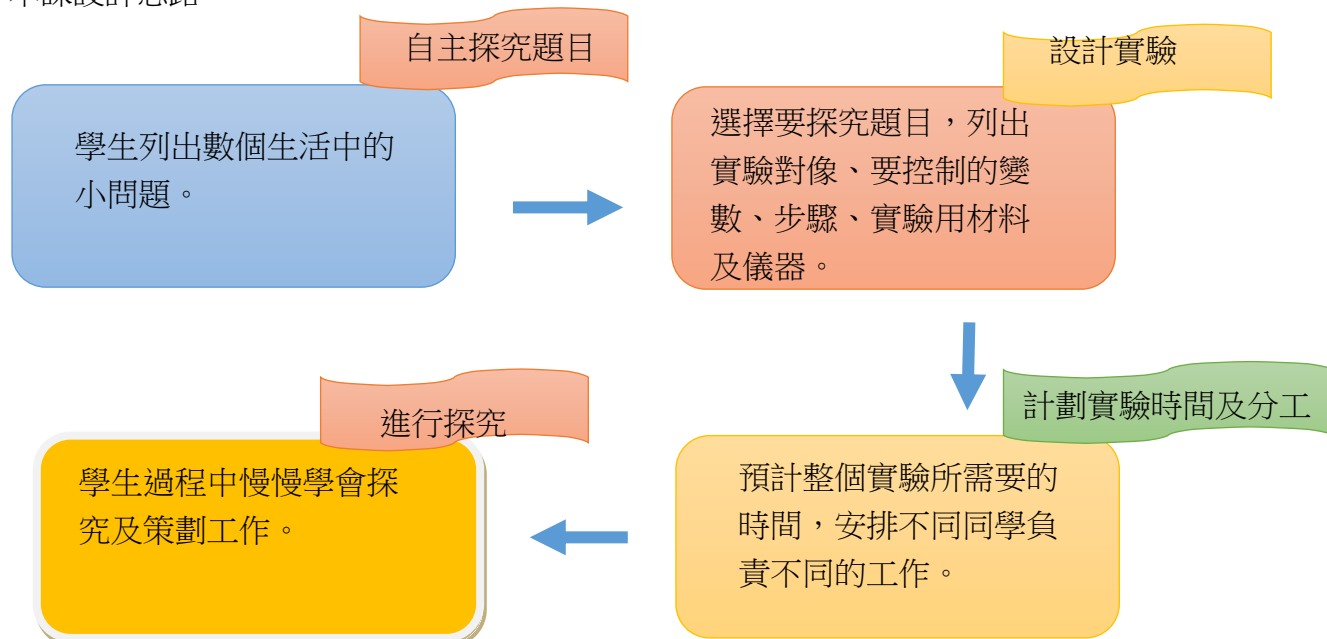 自主探究題目
學生列出數個生活中的
小問題。
設計實驗
選擇要探究題目，列出
實驗對像、要控制的變
數、步驟、實驗用材料
及儀器。
計劃實驗時間及分工
預計整個實驗所需要的
時間，安排不同同學負
責不同的工作。
進行探究
學生過程中慢慢學會探
究及策劃工作。